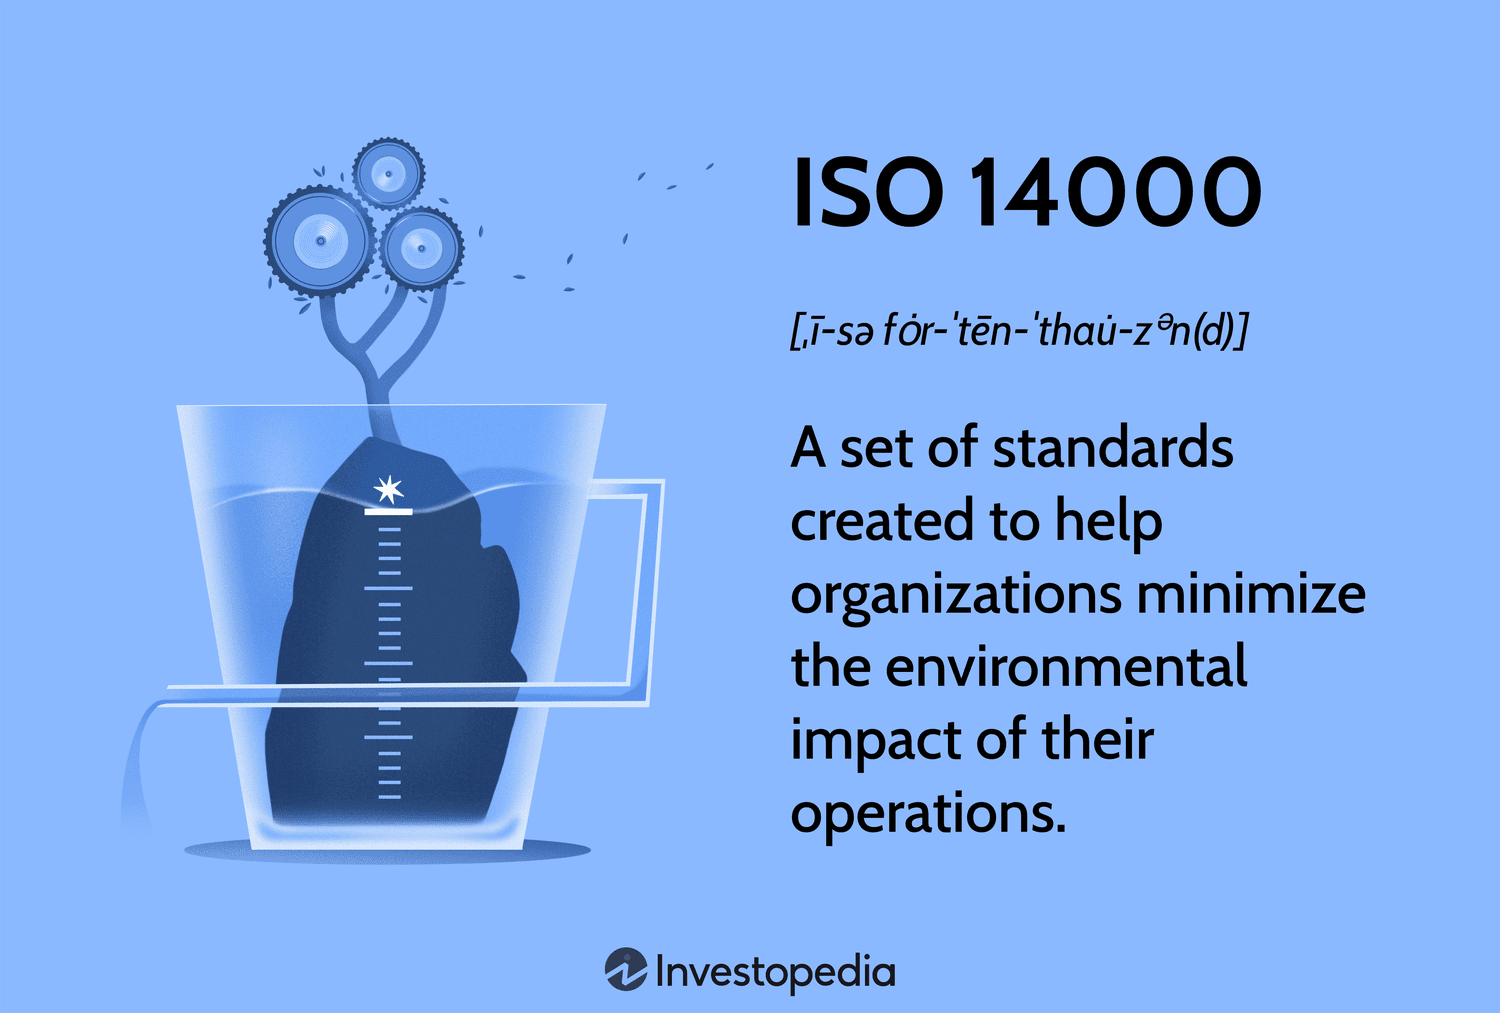 ISO 14000
[ˌī-sə fȯr-ˈtēn-ˈthau̇-zᵊn(d)]
A set of standards
created to help
organizations minimize
the environmental
impact of their
operations.
Investopedia